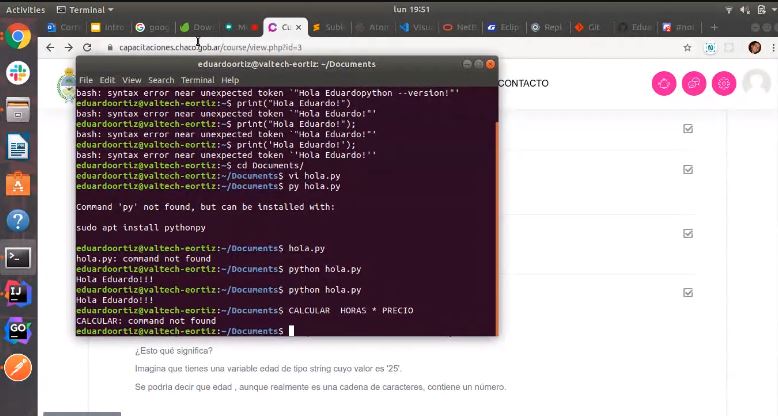 Activities
Terminal
lun 19:51
Corre
Intro
goog
Dow
M
Cu
Subi
Atom
Visu
NetB
Eclip
Rep
Git
Edua
#noi
capacitaciones.chaco.gob.ar/course/view.php?id=3
eduardoortiz@valtech-eortiz: ~/Documents
File Edit View Search Terminal Help
CONTACTO
bash: syntax error near unexpected token `"Hola Eduardopython --version!"'
eduardoortiz@valtech-eortiz:~$ print("Hola Eduardo!")
bash: syntax error near unexpected token `"Hola Eduardo!"'
eduardoortiz@valtech-eortiz:~$ print("Hola Eduardo!");
bash: syntax error near unexpected token `"Hola Eduardo!"'
eduardoortiz@valtech-eortiz:~$ print('Hola Eduardo!');
bash: syntax error near unexpected token `'Hola Eduardo!''
eduardoortiz@valtech-eortiz:~$ cd Documents/
eduardoortiz@valtech-eortiz:~/Documents$ vi hola.py
eduardoortiz@valtech-eortiz:~/Documents$ py hola.py
Command 'py' not found, but can be installed with:
sudo apt install pythonpy
eduardoortiz@valtech-eortiz:~/Documents$ hola.py
hola.py: command not found
eduardoortiz@valtech-eortiz:~/Documents$ python hola.py
Hola Eduardo!!!
eduardoortiz@valtech-eortiz:~/Documents$ python hola.py
Hola Eduardo!!!
eduardoortiz@valtech-eortiz:~/Documents$ CALCULAR  HORAS * PRECIO
CALCULAR: command not found
eduardoortiz@valtech-eortiz:~/Documents$
¿Esto qué significa?
Imagina que tienes una variable edad de tipo string cuyo valor es '25'.
Se podría decir que edad , aunque realmente es una cadena de caracteres, contiene un número.